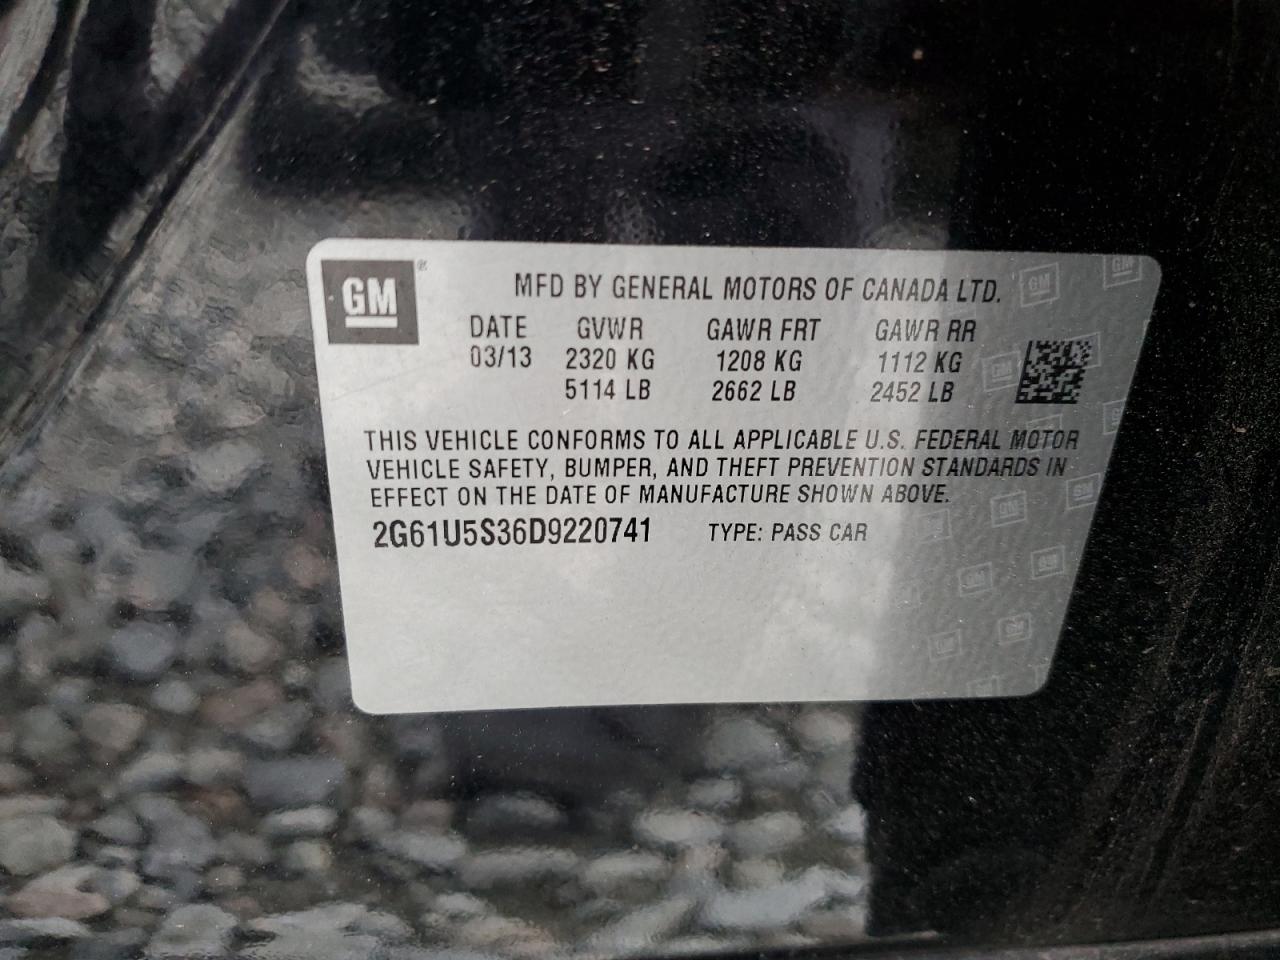 GM®
MFD BY GENERAL MOTORS OF CANADA LTD.
DATE GVWR GAWR FRT GAWR RR
03/13 2320 KG 1208 KG 1112 KG
5114 LB 2662 LB 2452 LB
THIS VEHICLE CONFORMS TO ALL APPLICABLE U.S. FEDERAL MOTOR
VEHICLE SAFETY, BUMPER, AND THEFT PREVENTION STANDARDS IN
EFFECT ON THE DATE OF MANUFACTURE SHOWN ABOVE.
2G61U5S36D9220741 TYPE: PASS CAR